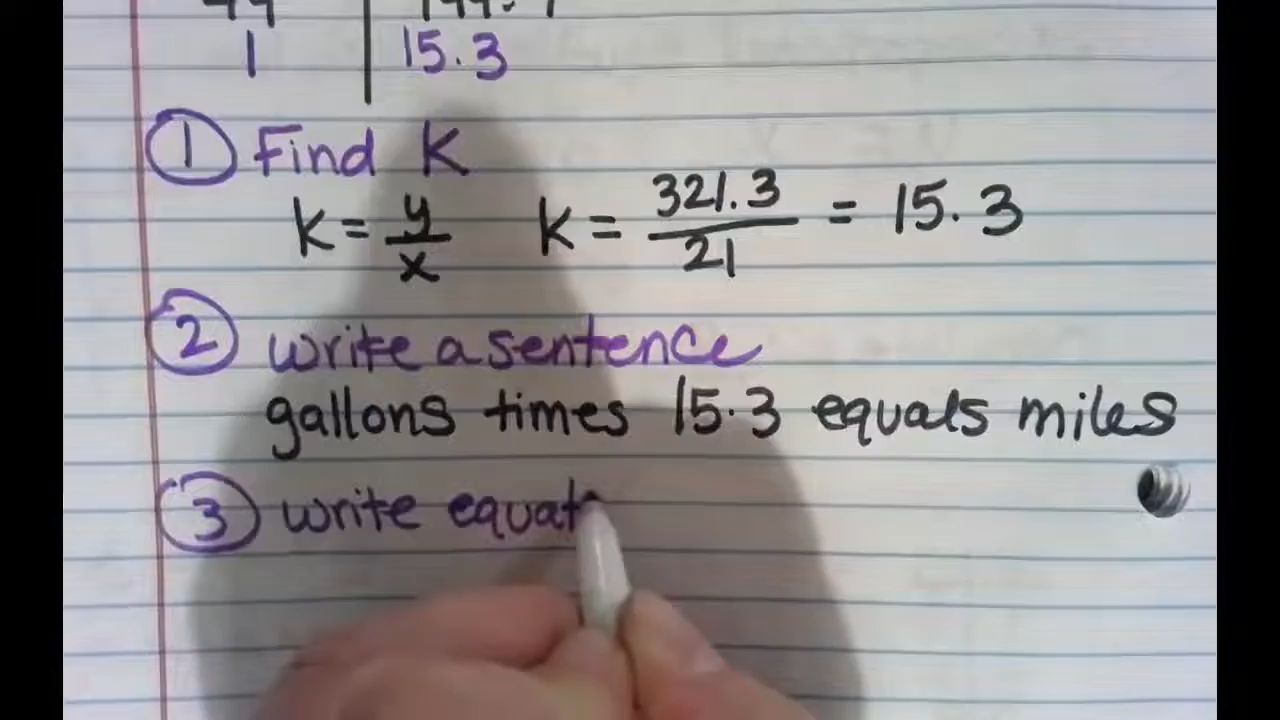 1 15.3
1 Find K
K = y/x K = 321.3/21 = 15.3
2 write a sentence
gallons times 15.3 equals miles
3 write equat